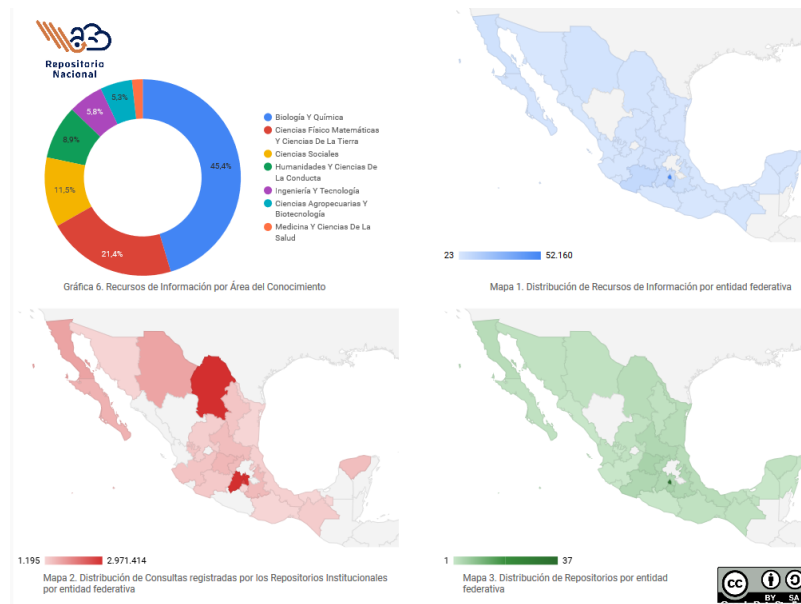 Repositorio
Nacional
45,4%
21,4%
11,5%
8,9%
5,8%
5,3%
Biología Y Química
Ciencias Físico Matemáticas
Y Ciencias De La Tierra
Ciencias Sociales
Humanidades Y Ciencias De
La Conducta
Ingeniería Y Tecnología
Ciencias Agropecuarias Y
Biotecnología
Medicina Y Ciencias De La
Salud
Gráfica 6. Recursos de Información por Área del Conocimiento
23 52.160
Mapa 1. Distribución de Recursos de Información por entidad federativa
1.195 2.971.414
Mapa 2. Distribución de Consultas registradas por los Repositorios Institucionales
por entidad federativa
1 37
Mapa 3. Distribución de Repositorios por entidad
federativa
cc
BY SA